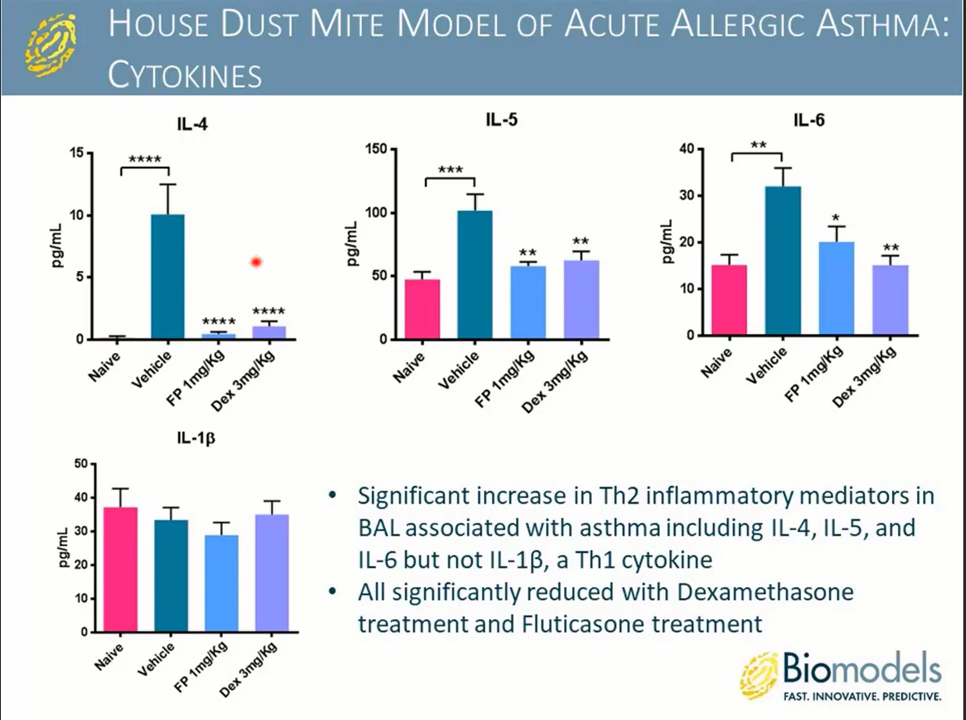 HOUSE DUST MITE MODEL OF ACUTE ALLERGIC ASTHMA:
CYTOKINES
IL-4
15
10
5
0
pg/mL
****
****
****
Naive
Vehicle
FP 1mg/Kg
Dex 3mg/Kg
IL-5
150
100
50
0
pg/mL
***
**
**
Naive
Vehicle
FP 1mg/Kg
Dex 3mg/Kg
IL-6
40
30
20
10
0
pg/mL
**
*
**
Naive
Vehicle
FP 1mg/Kg
Dex 3mg/Kg
IL-1β
50
40
30
20
10
0
pg/mL
Naive
Vehicle
FP 1mg/Kg
Dex 3mg/Kg
• Significant increase in Th2 inflammatory mediators in
BAL associated with asthma including IL-4, IL-5, and
IL-6 but not IL-1β, a Th1 cytokine
• All significantly reduced with Dexamethasone
treatment and Fluticasone treatment
Biomodels
FAST. INNOVATIVE. PREDICTIVE.